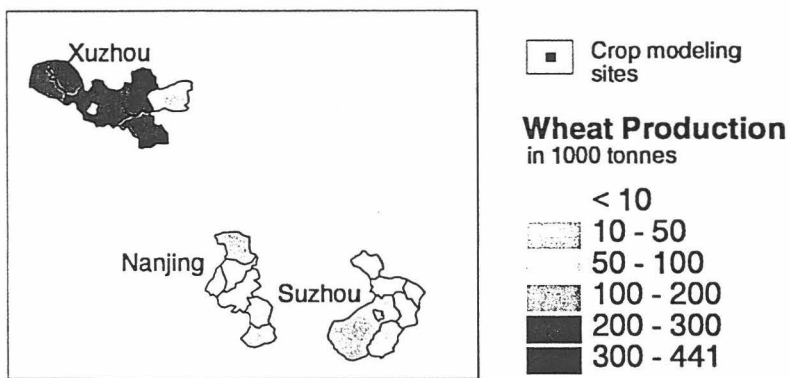 Xuzhou
Nanjing
Suzhou
Crop modeling
sites
Wheat Production
in 1000 tonnes
< 10
10 - 50
50 - 100
100 - 200
200 - 300
300 - 441